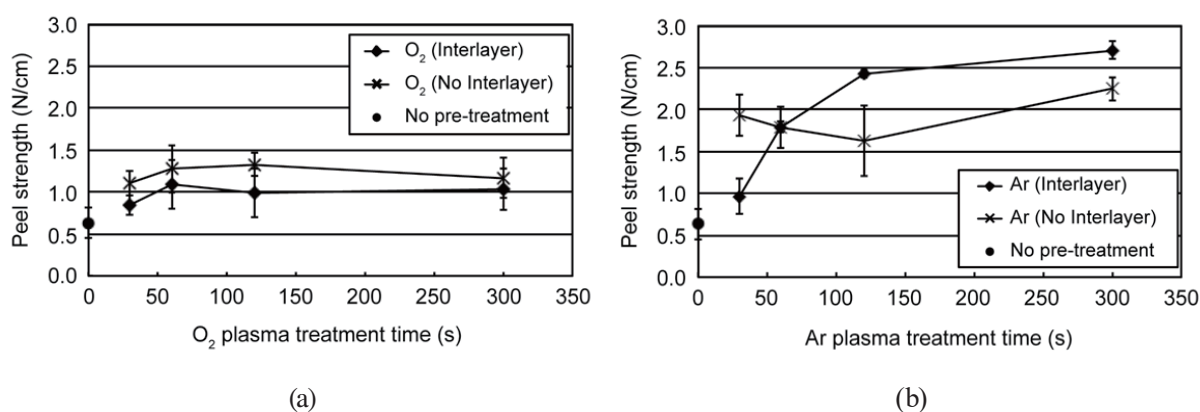 3.0
2.5
2.0
1.5
1.0
0.5
0.0
Peel strength (N/cm)
O₂ (Interlayer)
O₂ (No Interlayer)
No pre-treatment
0 50 100 150 200 250 300 350
O₂ plasma treatment time (s)
(a)
3.0
2.5
2.0
1.5
1.0
0.5
0.0
Peel strength (N/cm)
Ar (Interlayer)
Ar (No Interlayer)
No pre-treatment
0 50 100 150 200 250 300 350
Ar plasma treatment time (s)
(b)